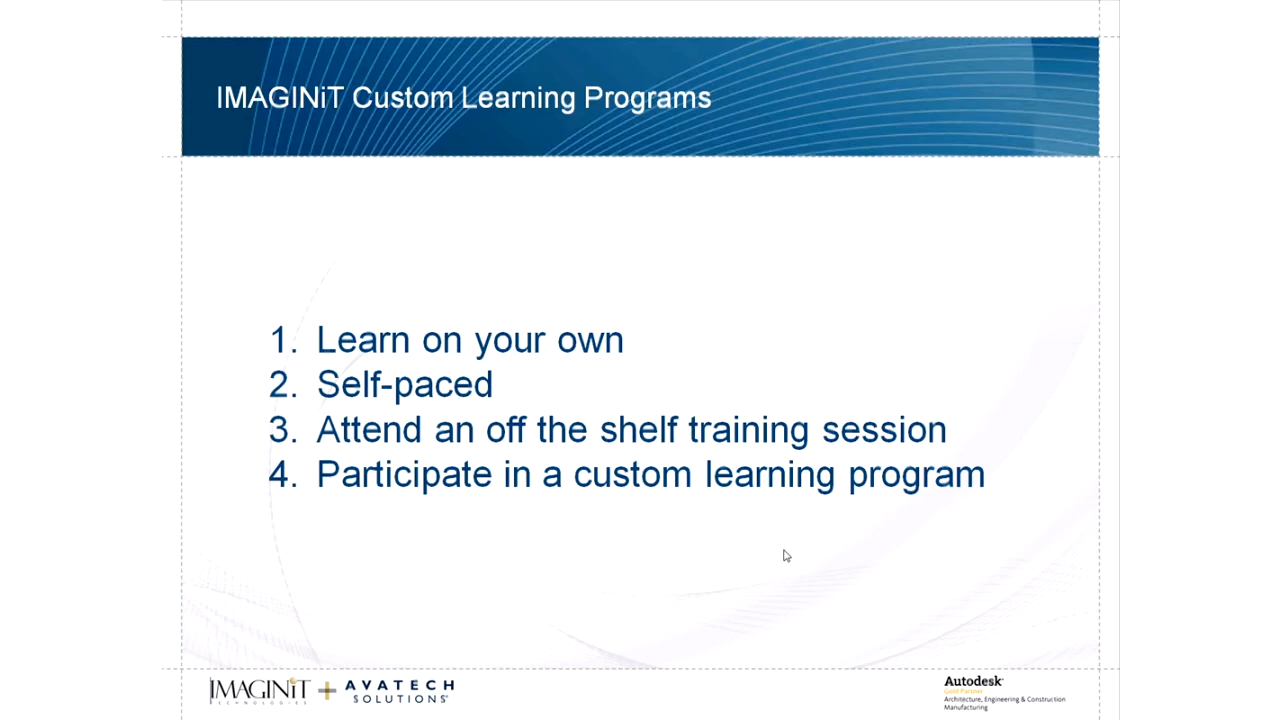 IMAGINiT Custom Learning Programs
1. Learn on your own
2. Self-paced
3. Attend an off the shelf training session
4. Participate in a custom learning program
IMAGINiT + AVATECH
TECHNOLOGIES SOLUTIONS
Autodesk
Gold Partner
Architecture, Engineering & Construction
Manufacturing